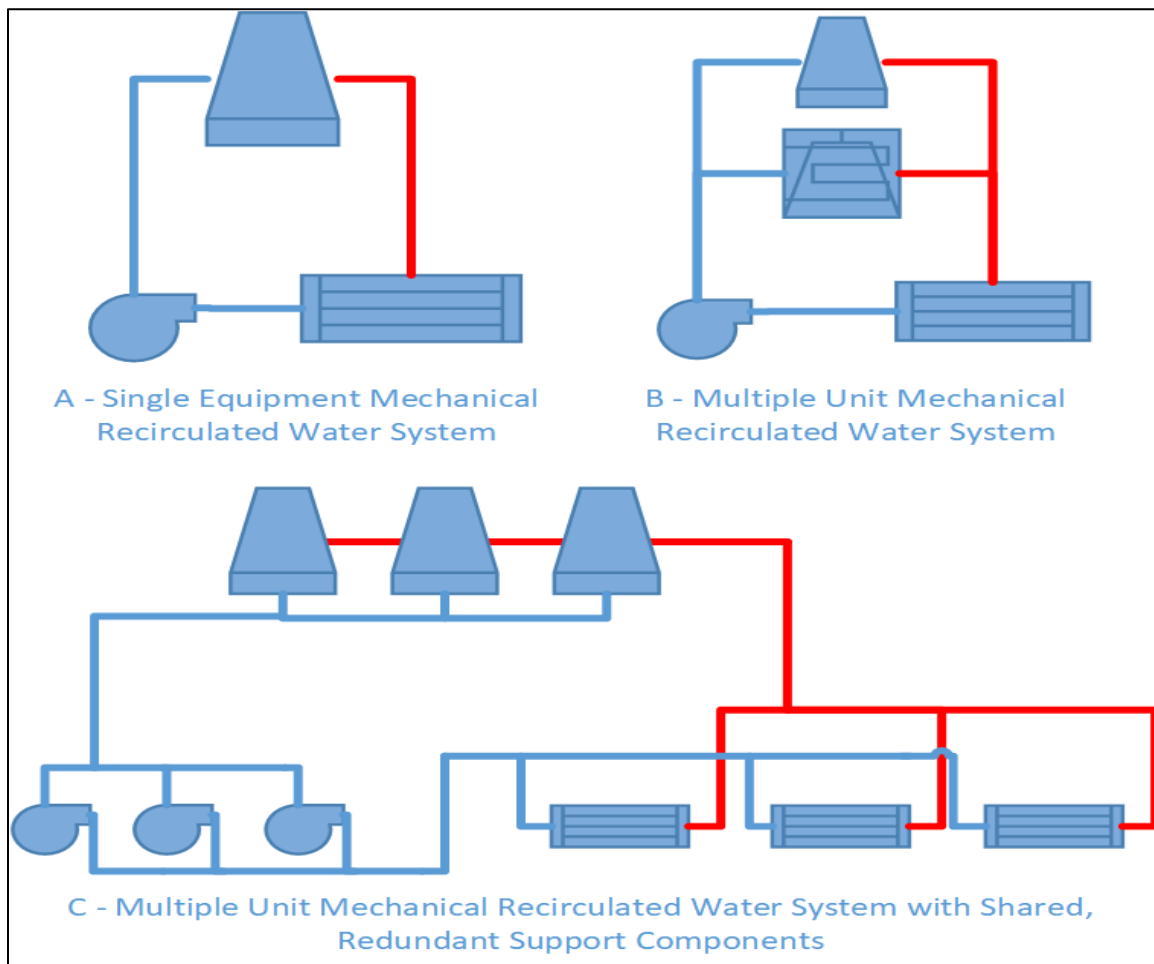 A - Single Equipment Mechanical
Recirculated Water System
B - Multiple Unit Mechanical
Recirculated Water System
C - Multiple Unit Mechanical Recirculated Water System with Shared,
Redundant Support Components